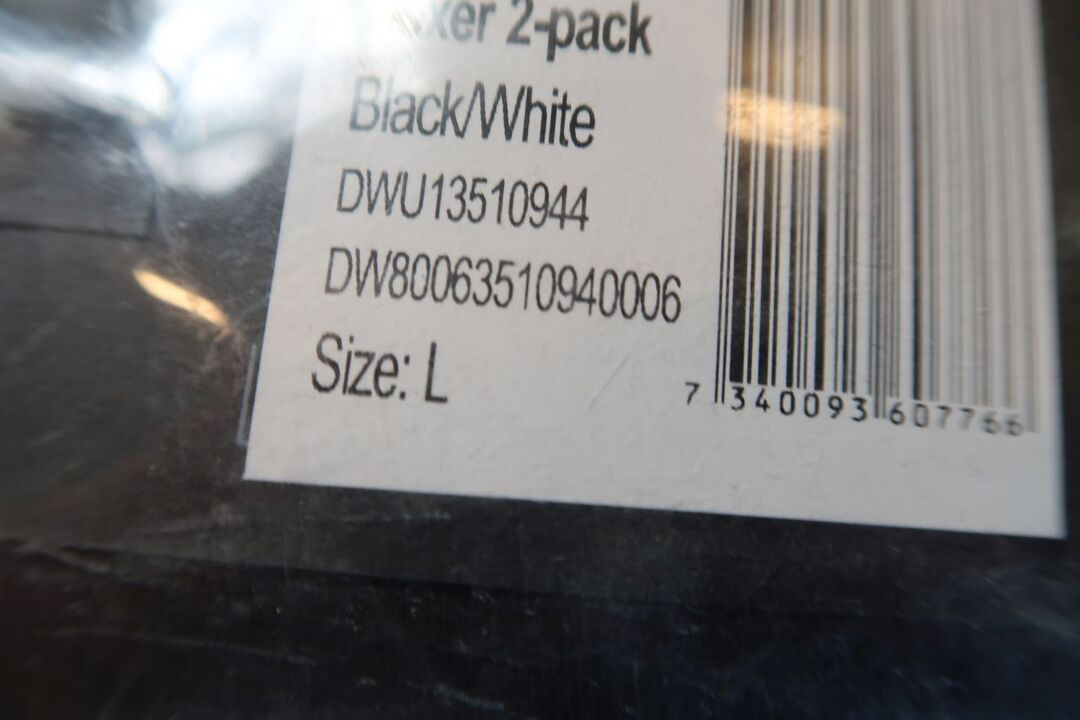 2-pack
Black/White
DWU13510944
DW80063510940006
Size: L
7 340093 607766